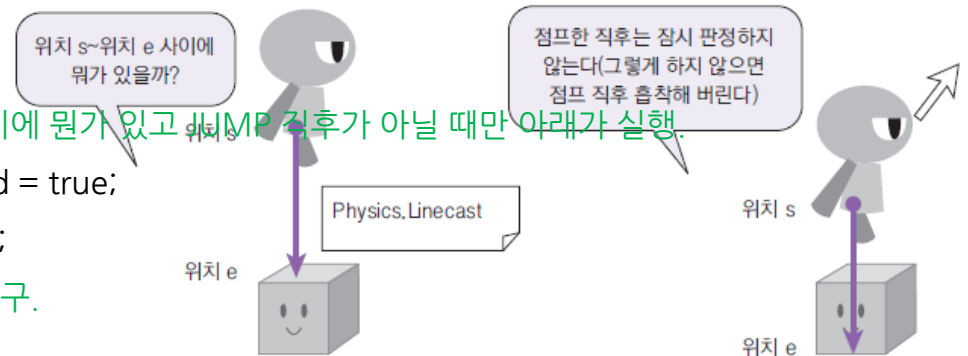 위치 s~위치 e 사이에
뭐가 있을까?
점프한 직후는 잠시 판정하지
않는다(그렇게 하지 않으면
점프 직후 흡착해 버린다)
에 뭔가 있고 JUMP 직후가 아닐 때만 아래가 실행.
위치 s
= true;
;
Physics.Linecast
위치 s
위치 e
구.
위치 e